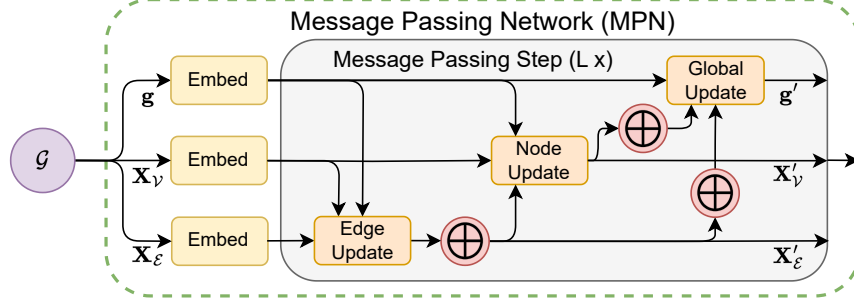 Message Passing Network (MPN)
Message Passing Step (L x)
𝒢
g
Embed
Global
Update
g′
X_𝒱
Embed
Node
Update
X′_𝒱
X_ℰ
Embed
Edge
Update
X′_ℰ